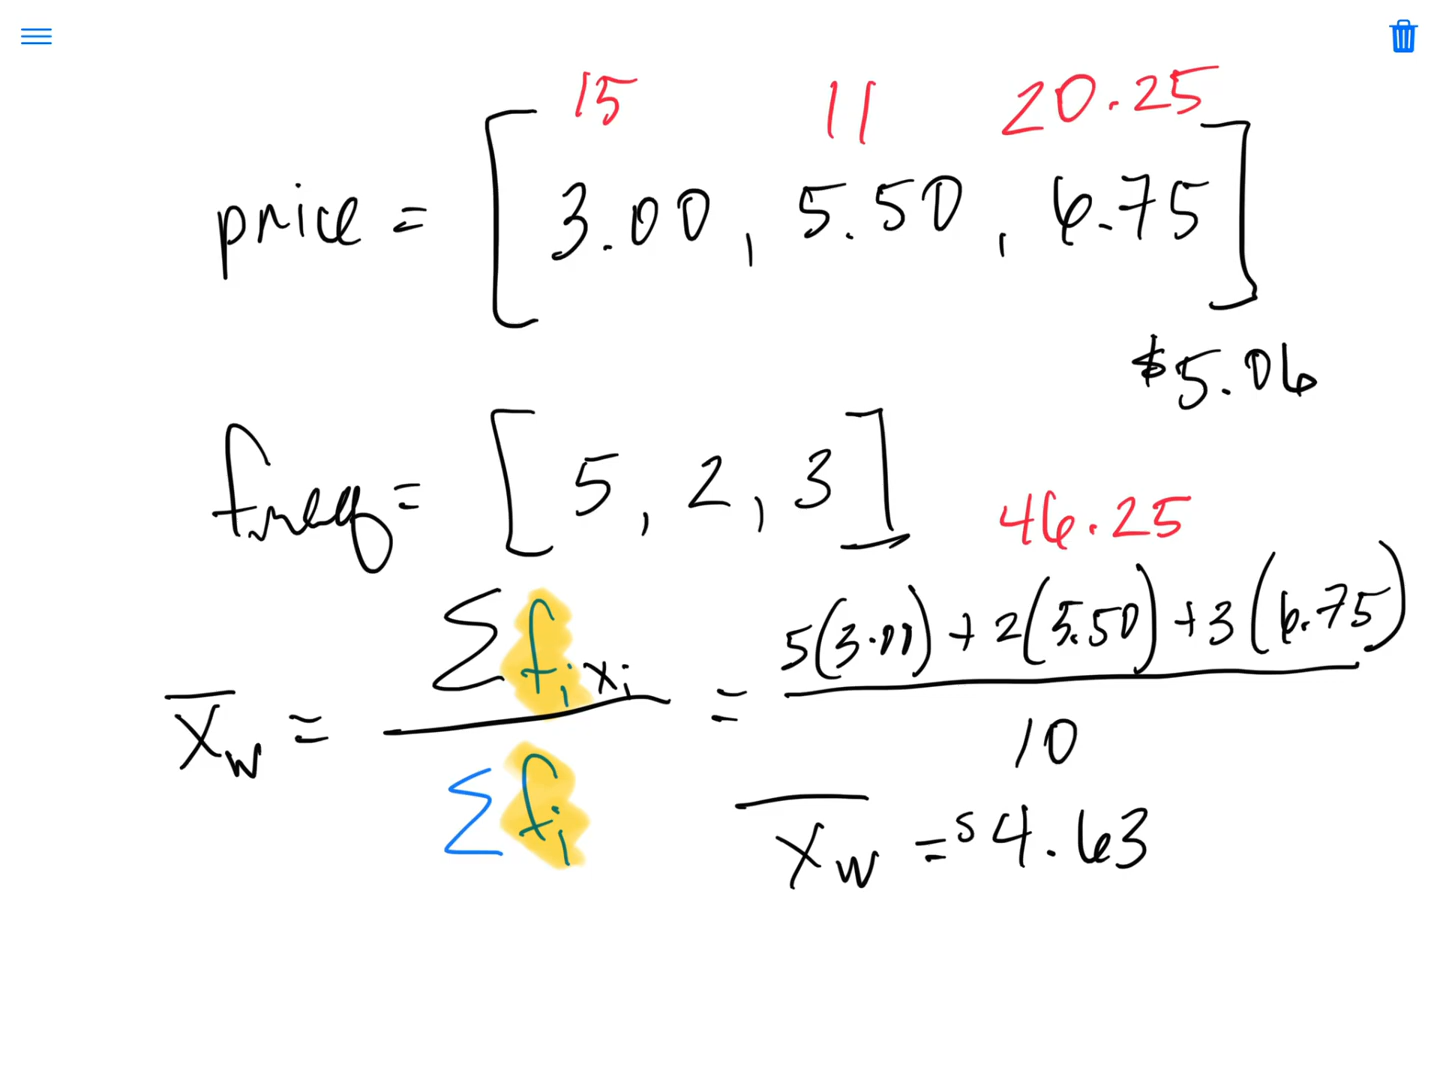 15 11 20.25
price = [3.00, 5.50, 6.75]
$5.06
freq = [5, 2, 3]
46.25
x̄w = Σfixi / Σfi = 5(3.00) + 2(5.50) + 3(6.75) / 10
x̄w = $4.63